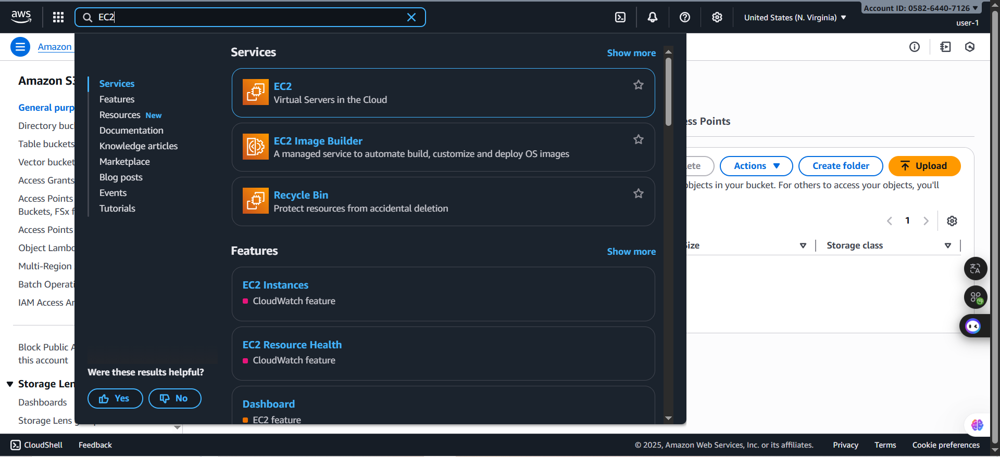 aws
EC2
United States (N. Virginia)
Account ID: 0582-6440-7126
user-1
Amazon
Amazon S3
General purp
Directory buc
Table buckets
Vector bucket
Access Grants
Access Points
Buckets, FSx f
Access Points
Object Lambd
Multi-Region
Batch Operati
IAM Access An
Block Public A
this account
Storage Len
Dashboards
Storage Lens g
Services
Features
Resources New
Documentation
Knowledge articles
Marketplace
Blog posts
Events
Tutorials
Were these results helpful?
Yes
No
Services
Show more
EC2
Virtual Servers in the Cloud
EC2 Image Builder
A managed service to automate build, customize and deploy OS images
Recycle Bin
Protect resources from accidental deletion
Features
Show more
EC2 Instances
CloudWatch feature
EC2 Resource Health
CloudWatch feature
Dashboard
EC2 feature
ess Points
ete
Actions
Create folder
Upload
objects in your bucket. For others to access your objects, you'll
1
Size
Storage class
CloudShell
Feedback
© 2025, Amazon Web Services, Inc. or its affiliates.
Privacy
Terms
Cookie preferences